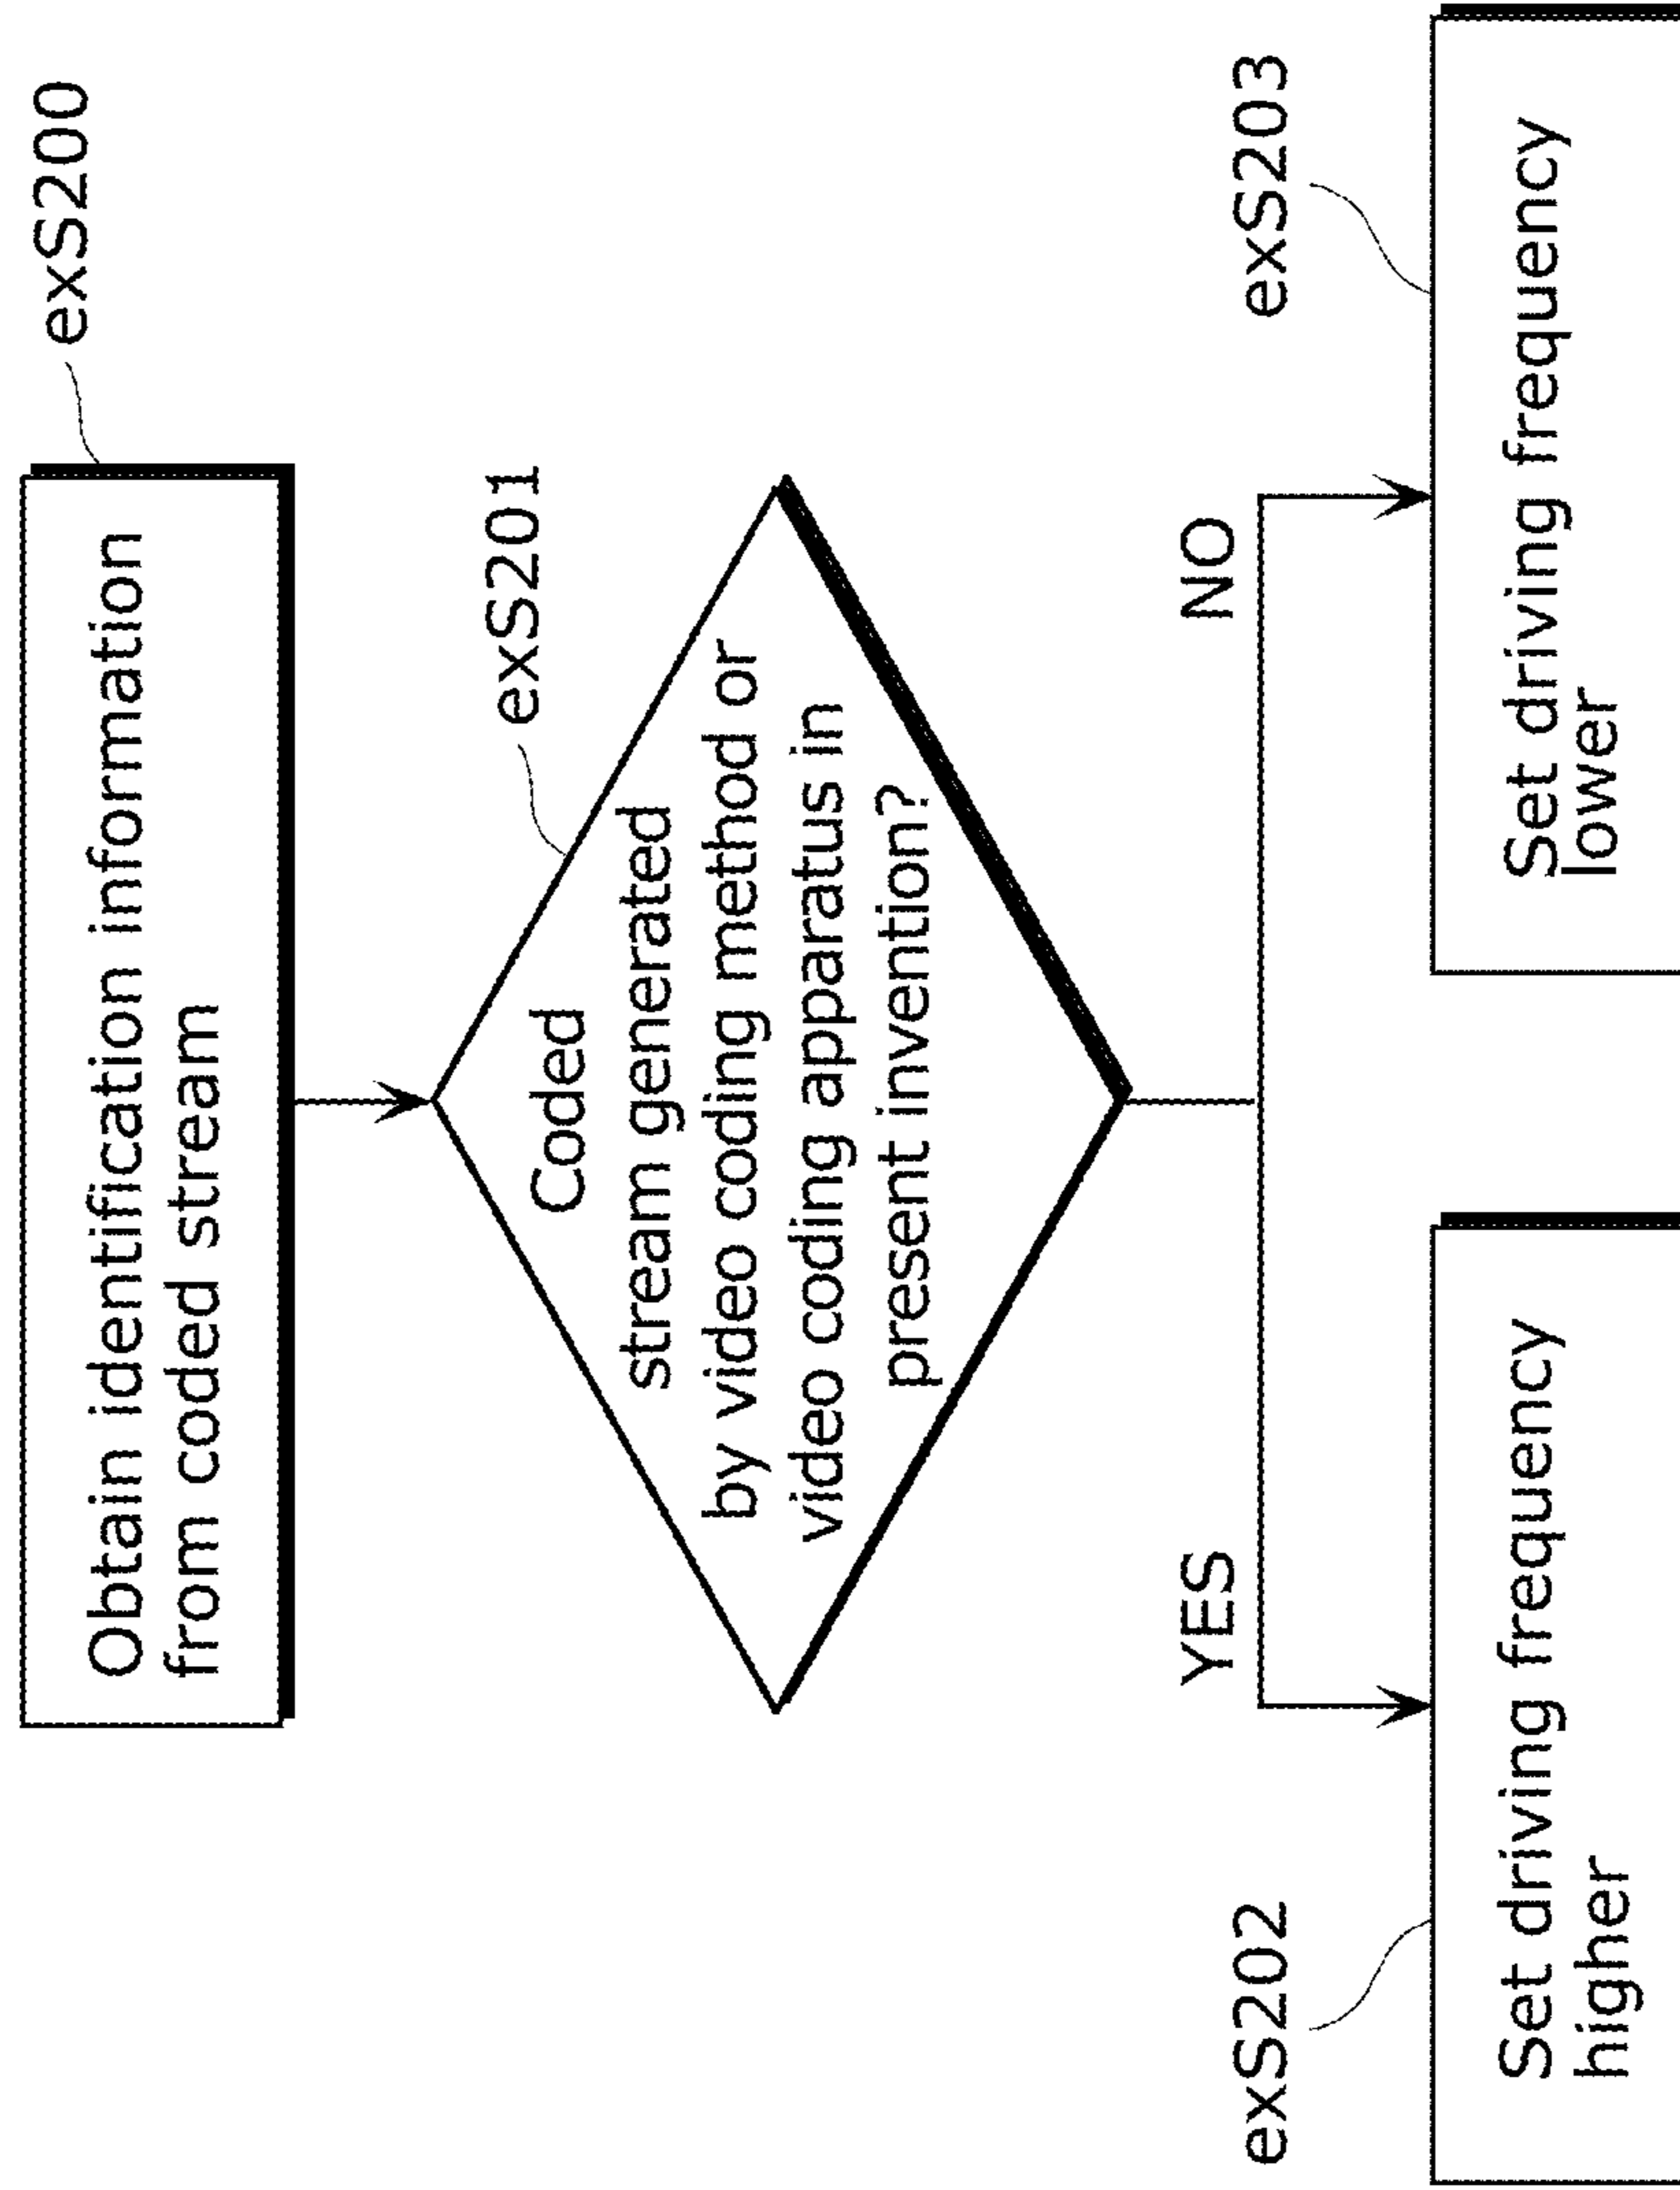 exS200
Obtain identification information
from coded stream
exS201
Coded
stream generated
by video coding method or
video coding apparatus in
present invention?
YES
NO
exS202
exS203
Set driving frequency
higher
Set driving frequency
lower